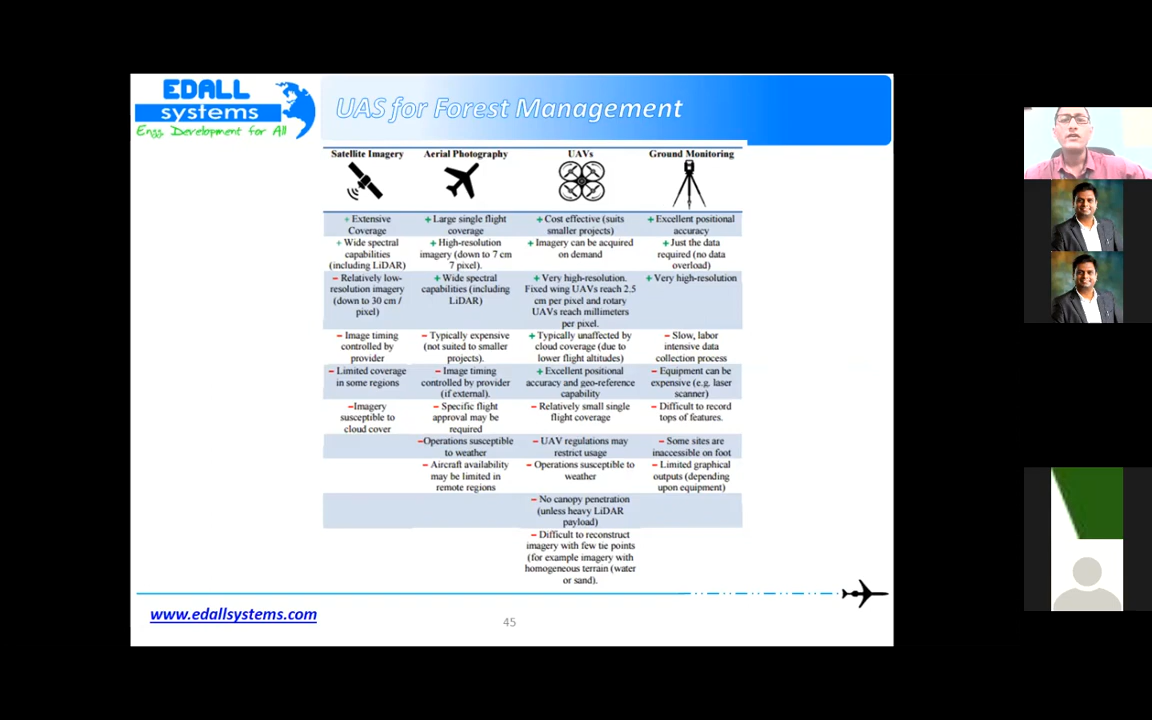 EDALL
systems
Engg. Development for All
UAS for Forest Management
Satellite Imagery
+ Extensive
Coverage
+ Wide spectral
capabilities
(including LiDAR)
− Relatively low-
resolution imagery
(down to 30 cm /
pixel)
− Image timing
controlled by
provider
− Limited coverage
in some regions
−Imagery
susceptible to
cloud cover
Aerial Photography
+ Large single flight
coverage
+ High-resolution
imagery (down to 7 cm
7 pixel).
+ Wide spectral
capabilities (including
LiDAR)
− Typically expensive
(not suited to smaller
projects).
− Image timing
controlled by provider
(if external).
− Specific flight
approval may be
required
−Operations susceptible
to weather
− Aircraft availability
may be limited in
remote regions
UAVs
+ Cost effective (suits
smaller projects)
+ Imagery can be acquired
on demand
+ Very high-resolution.
Fixed wing UAVs reach 2.5
cm per pixel and rotary
UAVs reach millimeters
per pixel.
+ Typically unaffected by
cloud coverage (due to
lower flight altitudes)
+ Excellent positional
accuracy and geo-reference
capability
− Relatively small single
flight coverage
− UAV regulations may
restrict usage
− Operations susceptible to
weather
− No canopy penetration
(unless heavy LiDAR
payload)
− Difficult to reconstruct
imagery with few tie points
(for example imagery with
homogeneous terrain (water
or sand).
Ground Monitoring
+ Excellent positional
accuracy
+ Just the data
required (no data
overload)
+ Very high-resolution
− Slow, labor
intensive data
collection process
− Equipment can be
expensive (e.g. laser
scanner)
− Difficult to record
tops of features.
− Some sites are
inaccessible on foot
− Limited graphical
outputs (depending
upon equipment)
www.edallsystems.com
45